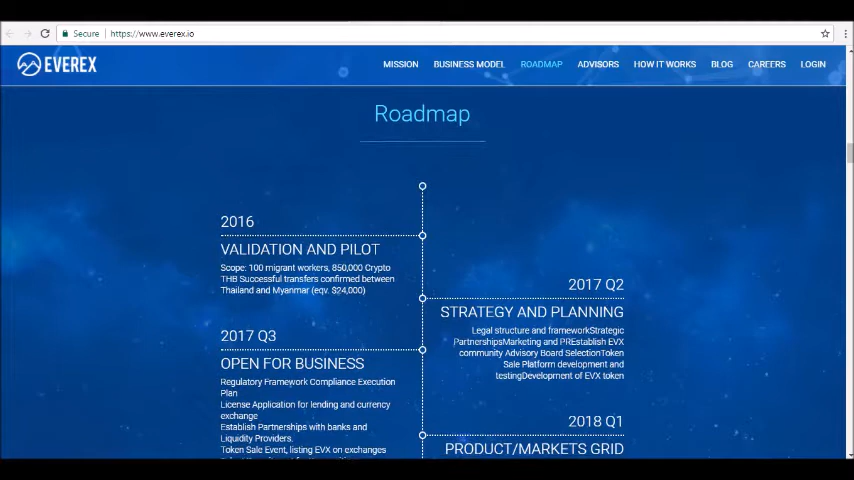 Secure
https://www.everex.io
EVEREX
MISSION BUSINESS MODEL ROADMAP ADVISORS HOW IT WORKS BLOG CAREERS LOGIN
Roadmap
2016
VALIDATION AND PILOT
Scope: 100 migrant workers, 850,000 Crypto
THB Successful transfers confirmed between
Thailand and Myanmar (eqv. $24,000)
2017 Q2
STRATEGY AND PLANNING
Legal structure and frameworkStrategic
PartnershipsMarketing and PREstablish EVX
community Advisory Board SelectionToken
Sale Platform development and
testingDevelopment of EVX token
2017 Q3
OPEN FOR BUSINESS
Regulatory Framework Compliance Execution
Plan
License Application for lending and currency
exchange
Establish Partnerships with banks and
Liquidity Providers.
Token Sale Event, listing EVX on exchanges
2018 Q1
PRODUCT/MARKETS GRID